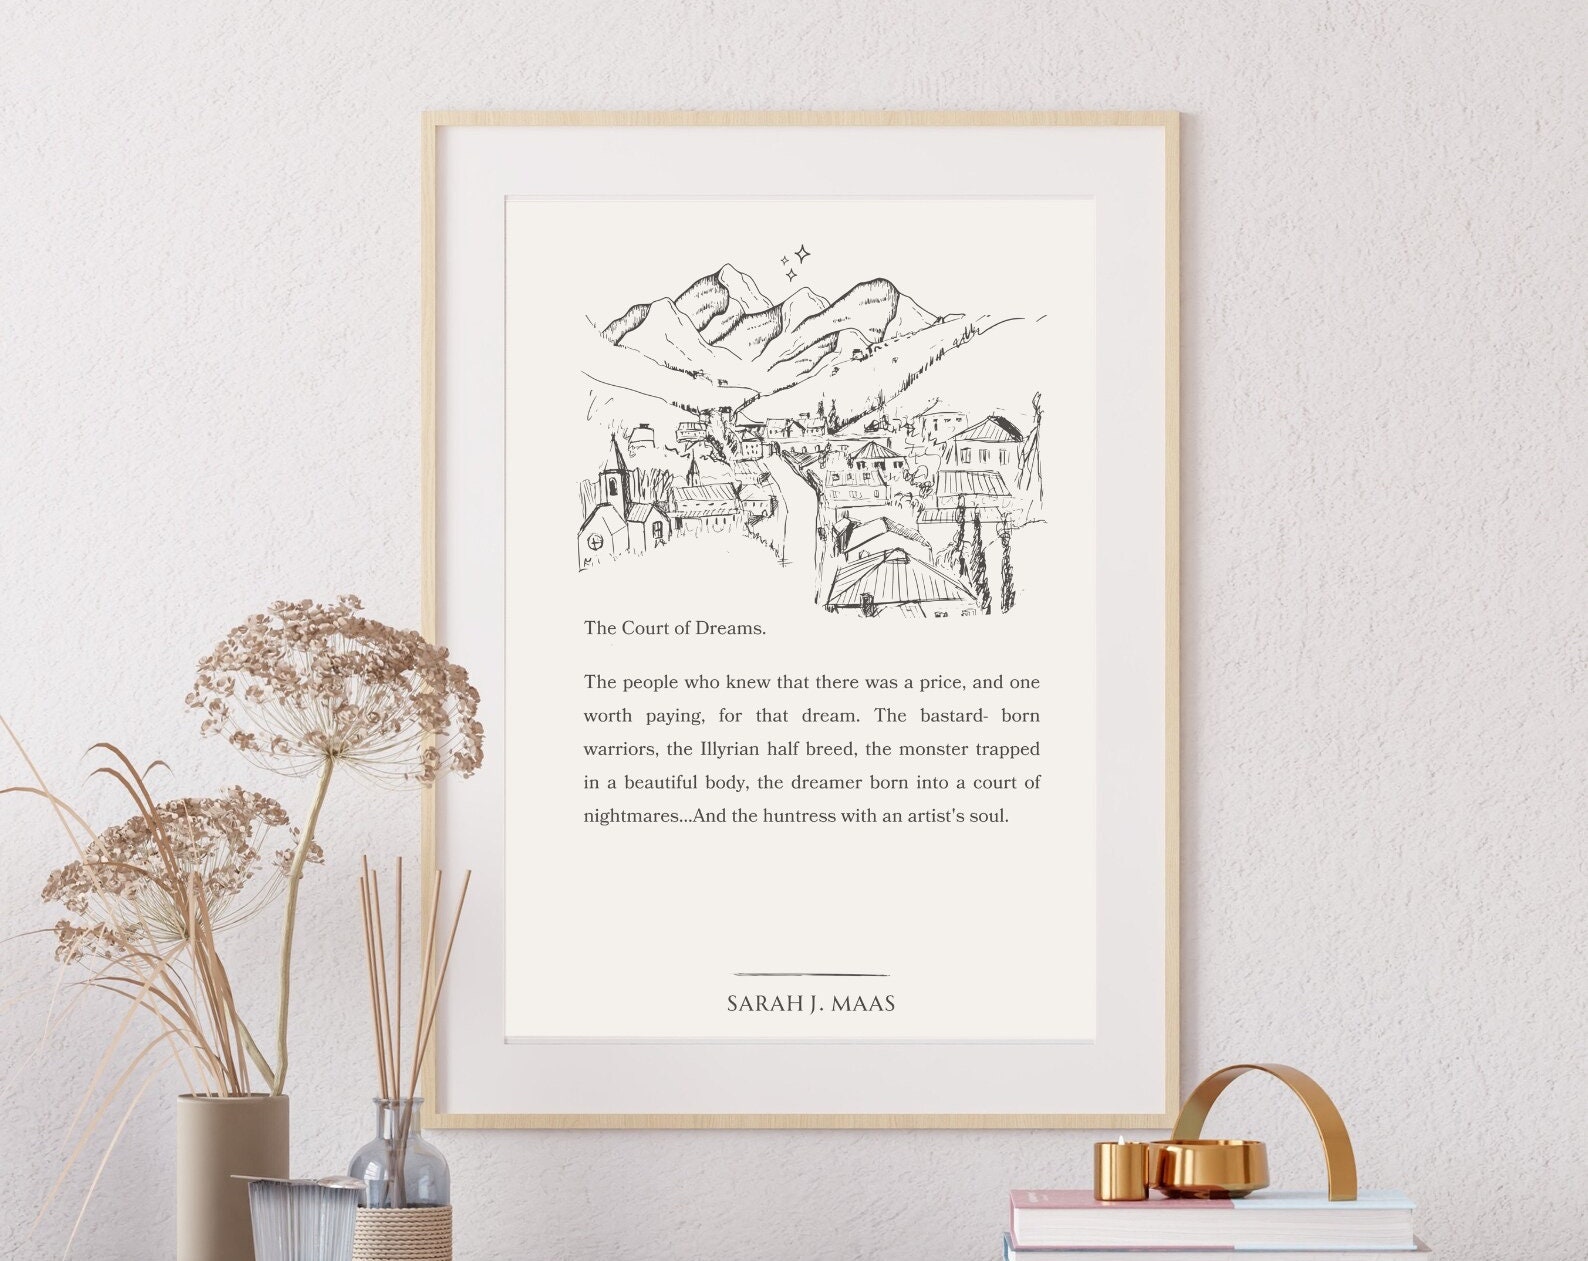 The Court of Dreams.
The people who knew that there was a price, and one
worth paying, for that dream. The bastard- born
warriors, the Illyrian half breed, the monster trapped
in a beautiful body, the dreamer born into a court of
nightmares...And the huntress with an artist's soul.
SARAH J. MAAS